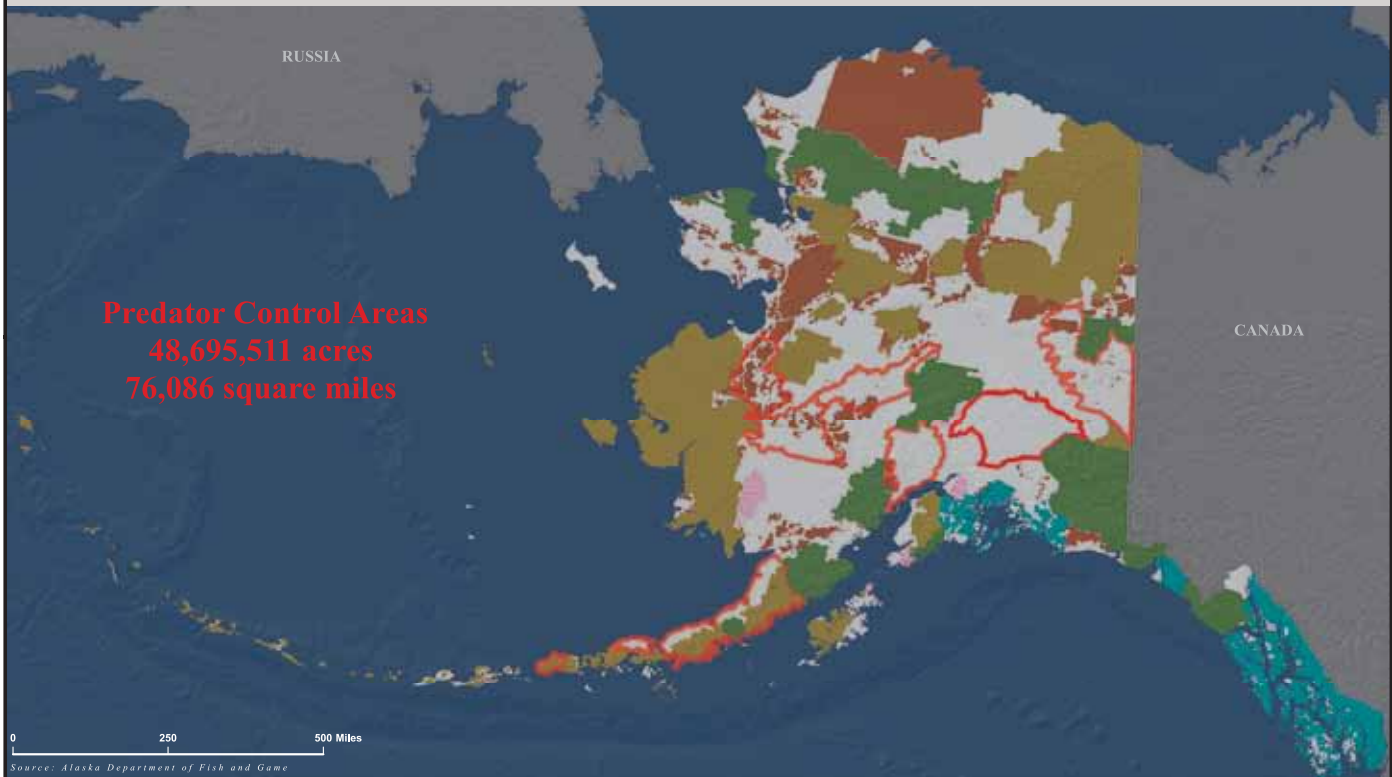 RUSSIA
Predator Control Areas
48,695,511 acres
76,086 square miles
CANADA
0 250 500 Miles
Source: Alaska Department of Fish and Game